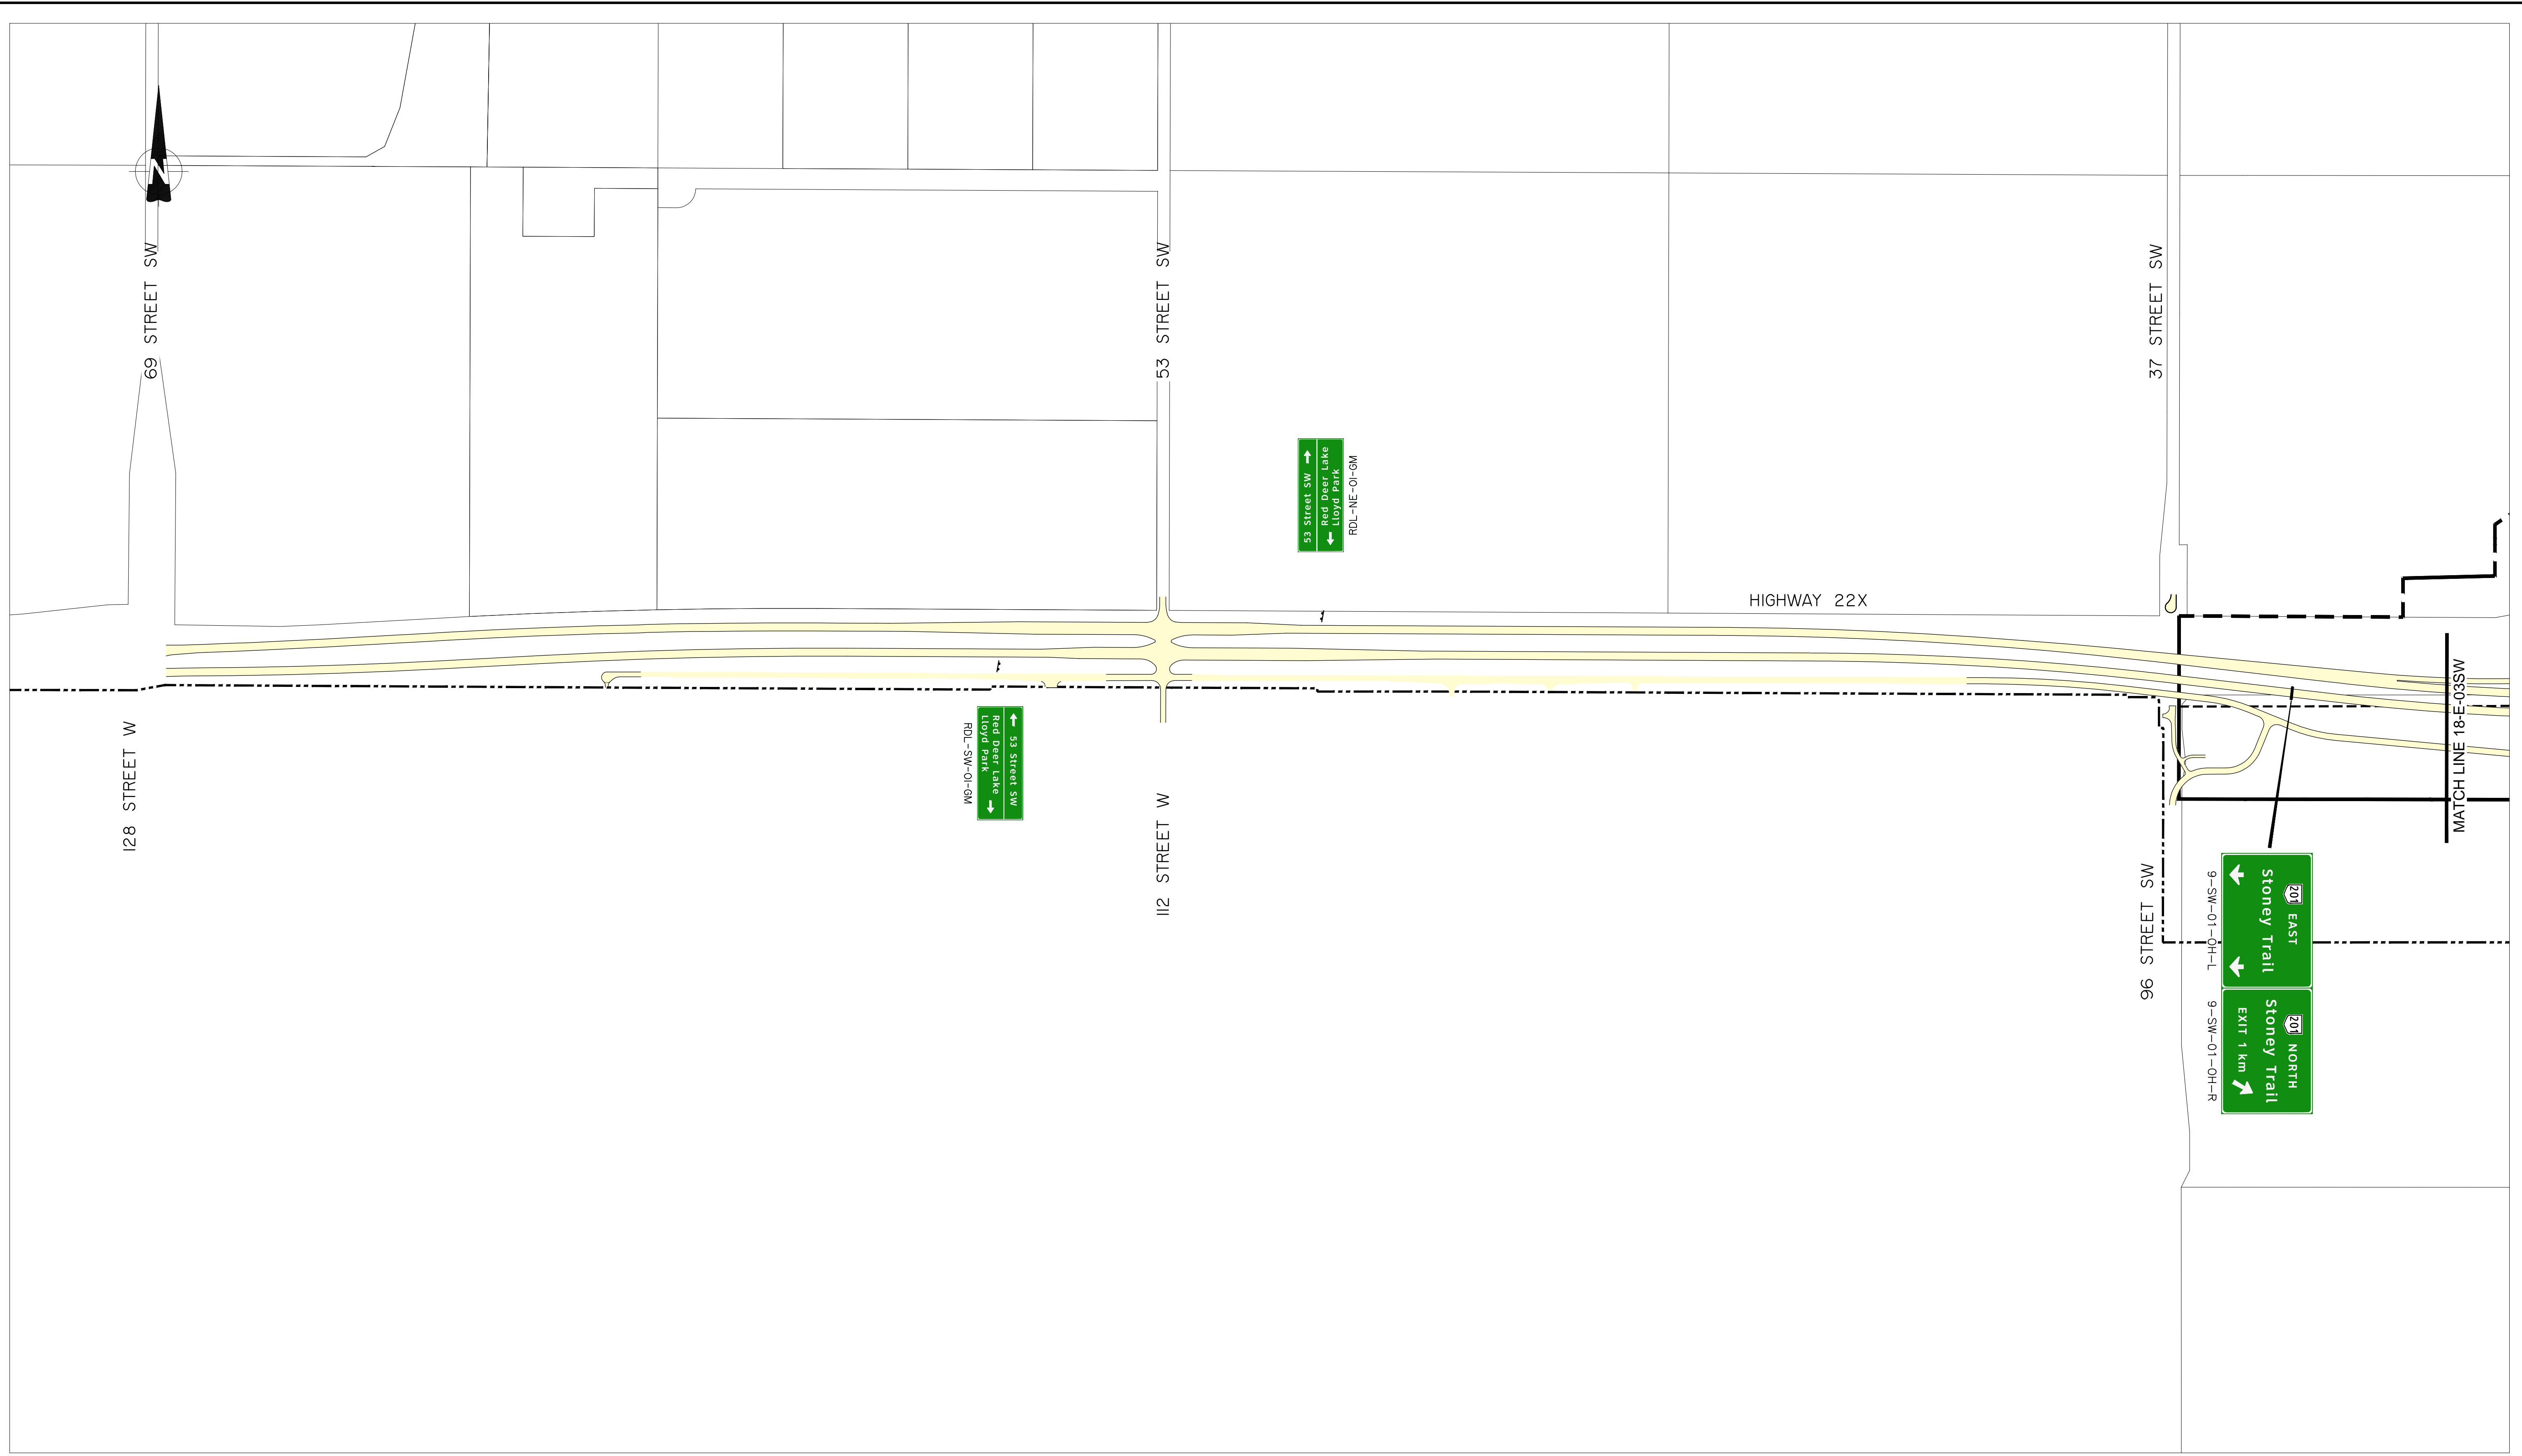 N
69 STREET SW
53 STREET SW
37 STREET SW
53 Street SW
Red Deer Lake
Lloyd Park
RDL-NE-01-GM
HIGHWAY 22X
MATCH LINE 18-E-03SW
53 Street SW
Red Deer Lake
Lloyd Park
RDL-SW-01-GM
128 STREET W
112 STREET W
96 STREET SW
201 EAST
Stoney Trail
9-SW-01-OH-L
201 NORTH
Stoney Trail
EXIT 1 km
9-SW-01-OH-R